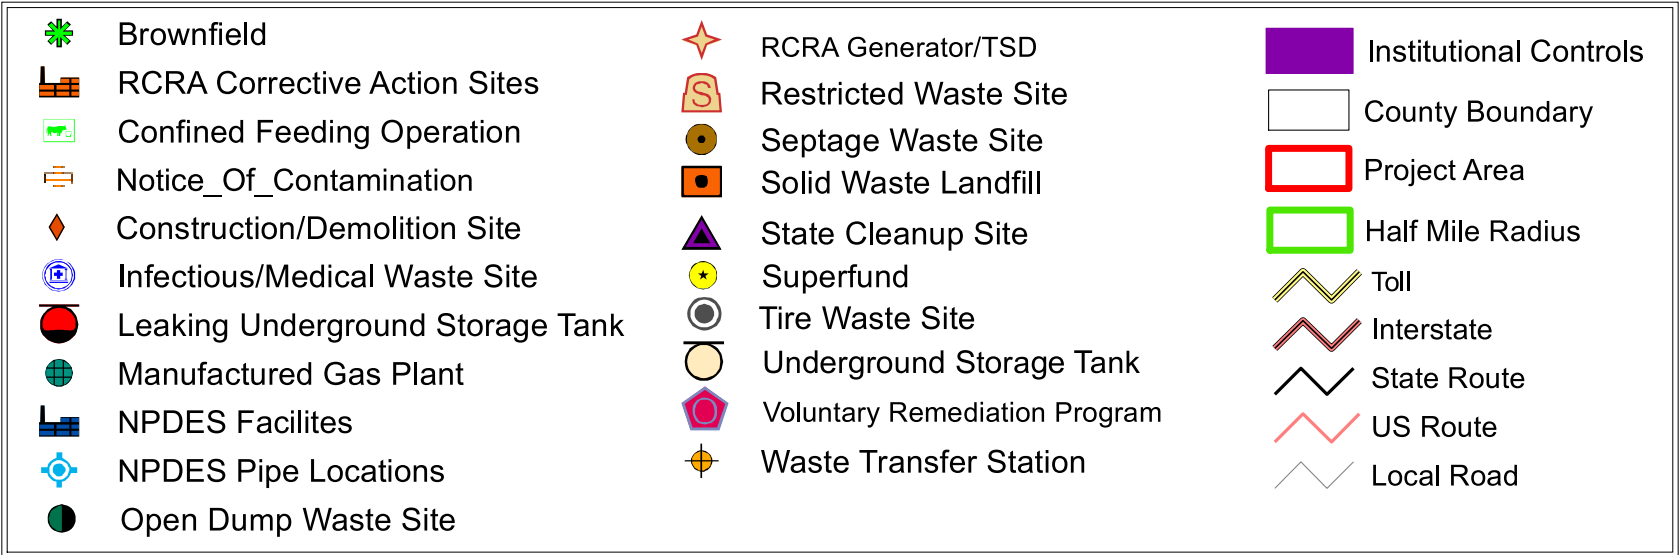 Brownfield
RCRA Corrective Action Sites
Confined Feeding Operation
Notice_Of_Contamination
Construction/Demolition Site
Infectious/Medical Waste Site
Leaking Underground Storage Tank
Manufactured Gas Plant
NPDES Facilites
NPDES Pipe Locations
Open Dump Waste Site
RCRA Generator/TSD
S
Restricted Waste Site
Septage Waste Site
Solid Waste Landfill
State Cleanup Site
Superfund
Tire Waste Site
Underground Storage Tank
O
Voluntary Remediation Program
Waste Transfer Station
Institutional Controls
County Boundary
Project Area
Half Mile Radius
Toll
Interstate
State Route
US Route
Local Road